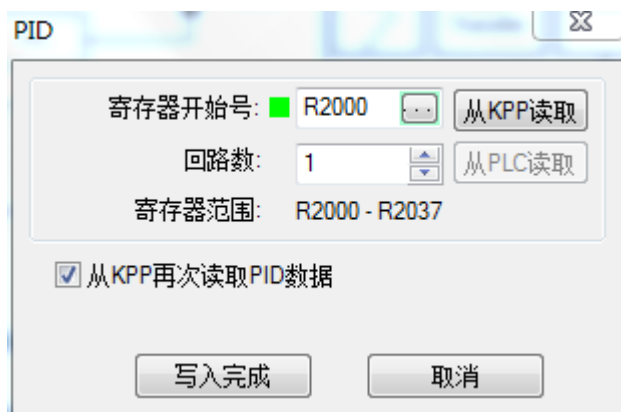 PID
寄存器开始号: R2000 ... 从KPP读取
回路数: 1 从PLC读取
寄存器范围: R2000 - R2037
从KPP再次读取PID数据
写入完成 取消